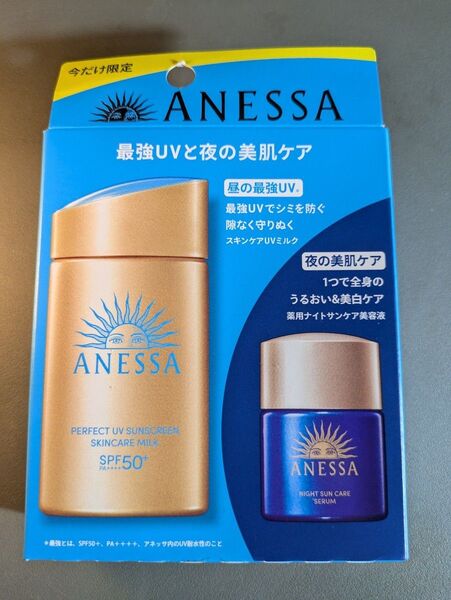 今だけ限定
ANESSA
最強UVと夜の美肌ケア
昼の最強UV*
最強UVでシミを防ぐ
隙なく守りぬく
スキンケアUVミルク
夜の美肌ケア
1つで全身の
うるおい&美白ケア
薬用ナイトサンケア美容液
ANESSA
PERFECT UV SUNSCREEN
SKINCARE MILK
SPF50+
PA++++
ANESSA
NIGHT SUN CARE
SERUM
*最強とは、SPF50+、PA++++、アネッサ内のUV耐水性のこと